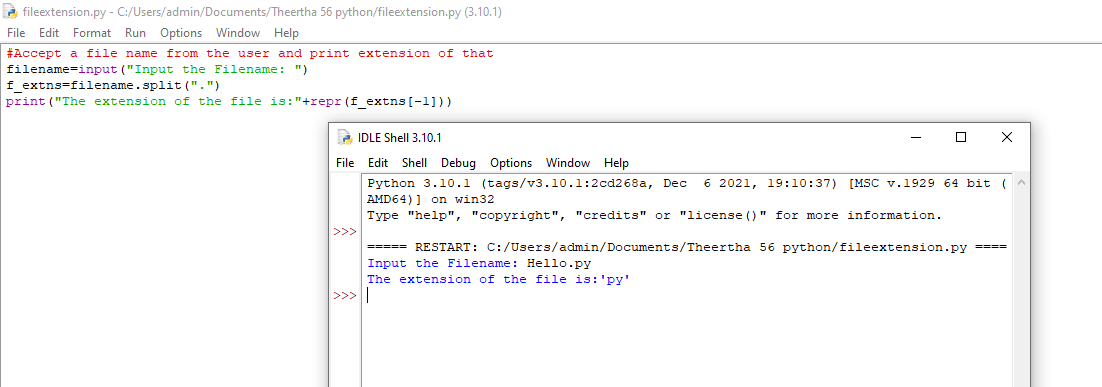 fileextension.py - C:/Users/admin/Documents/Theertha 56 python/fileextension.py (3.10.1)
File Edit Format Run Options Window Help
#Accept a file name from the user and print extension of that
filename=input("Input the Filename: ")
f_extns=filename.split(".")
print("The extension of the file is:"+repr(f_extns[-1]))
IDLE Shell 3.10.1
File Edit Shell Debug Options Window Help
Python 3.10.1 (tags/v3.10.1:2cd268a, Dec  6 2021, 19:10:37) [MSC v.1929 64 bit (
AMD64)] on win32
Type "help", "copyright", "credits" or "license()" for more information.
>>>
===== RESTART: C:/Users/admin/Documents/Theertha 56 python/fileextension.py ====
Input the Filename: Hello.py
The extension of the file is:'py'
>>>